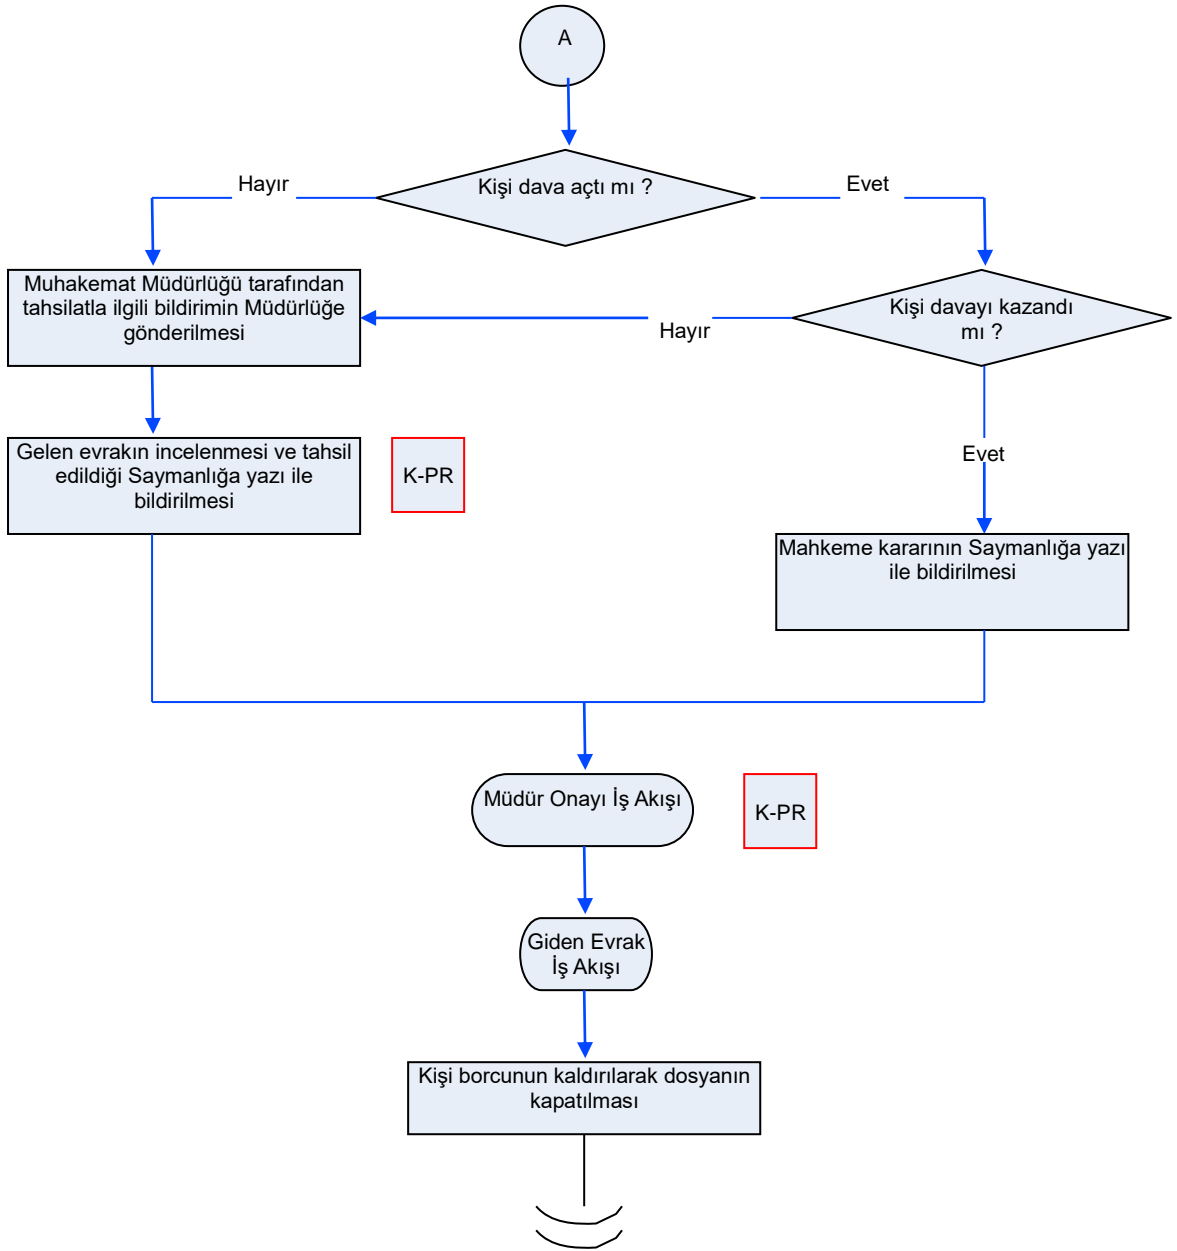 A
Kişi dava açtı mı ?
Hayır
Evet
Muhakemat Müdürlüğü tarafından
tahsilatla ilgili bildirimin Müdürlüğe
gönderilmesi
Kişi davayı kazandı
mı ?
Hayır
Gelen evrakın incelenmesi ve tahsil
edildiği Saymanlığa yazı ile
bildirilmesi
K-PR
Evet
Mahkeme kararının Saymanlığa yazı
ile bildirilmesi
Müdür Onayı İş Akışı
K-PR
Giden Evrak
İş Akışı
Kişi borcunun kaldırılarak dosyanın
kapatılması